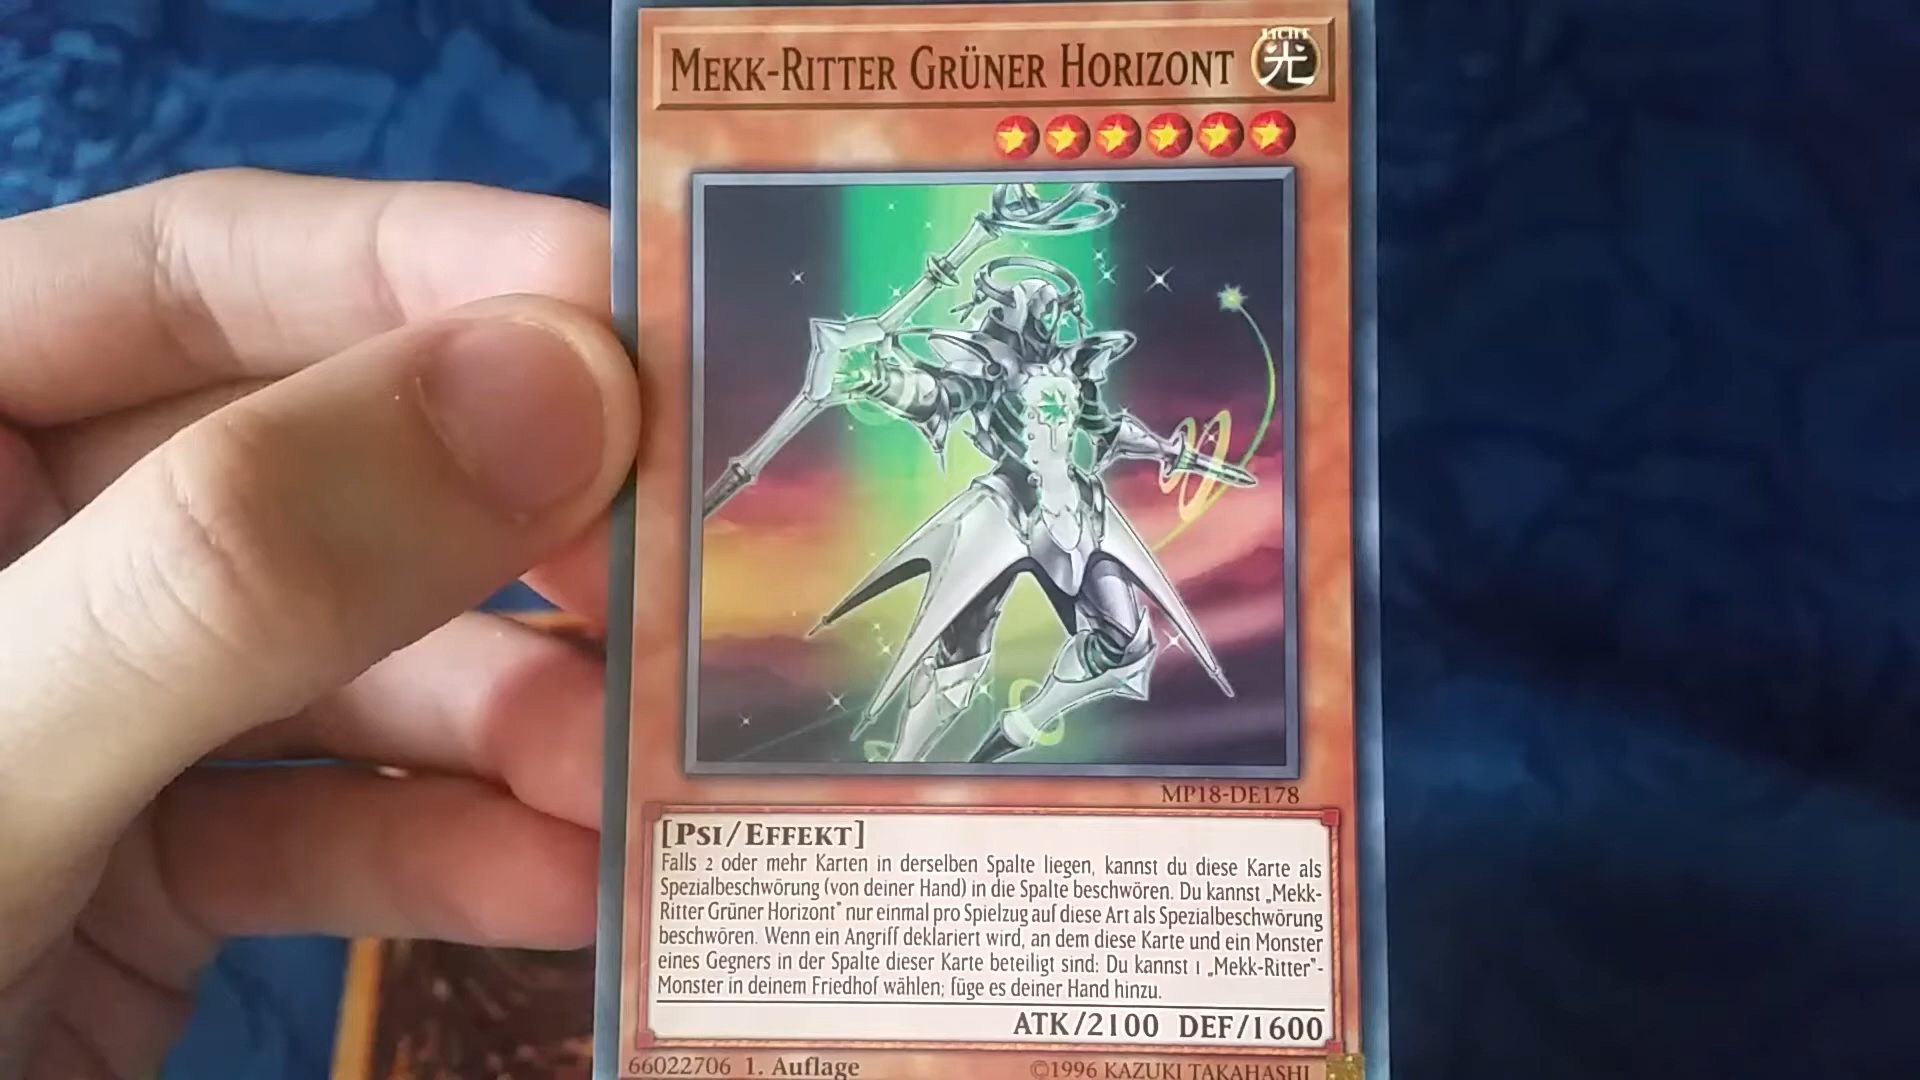 MEKK-RITTER GRÜNER HORIZONT
LICHT
光
MP18-DE178
[PSI/EFFEKT]
Falls 2 oder mehr Karten in derselben Spalte liegen, kannst du diese Karte als
Spezialbeschwörung (von deiner Hand) in die Spalte beschwören. Du kannst „Mekk-
Ritter Grüner Horizont" nur einmal pro Spielzug auf diese Art als Spezialbeschwörung
beschwören. Wenn ein Angriff deklariert wird, an dem diese Karte und ein Monster
eines Gegners in der Spalte dieser Karte beteiligt sind: Du kannst 1 „Mekk-Ritter"-
Monster in deinem Friedhof wählen; füge es deiner Hand hinzu.
ATK/2100 DEF/1600
66022706 1. Auflage
©1996 KAZUKI TAKAHASHI